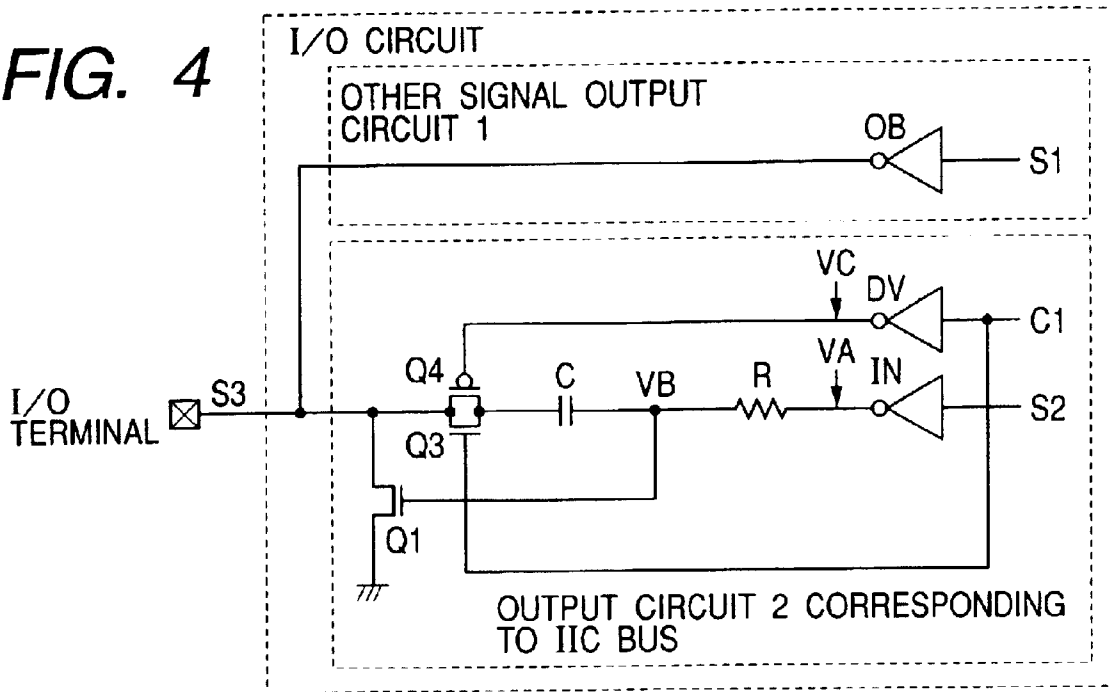 FIG. 4
I/O CIRCUIT
OTHER SIGNAL OUTPUT
CIRCUIT 1
OB
S1
VC
DV
C1
Q4
C
VB
R
VA
IN
S2
I/O
TERMINAL
S3
Q3
Q1
OUTPUT CIRCUIT 2 CORRESPONDING
TO IIC BUS